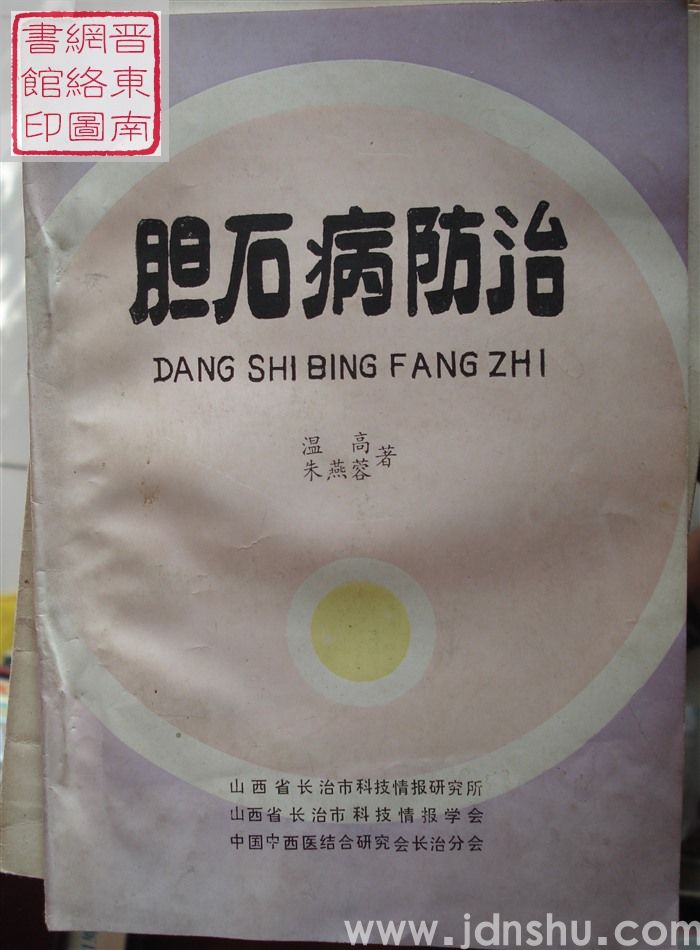 晋東南
網絡圖
書館印
胆石病防治
DANG SHI BING FANG ZHI
温 高
朱燕蓉 著
山西省长治市科技情报研究所
山西省长治市科技情报学会
中国中西医结合研究会长治分会
www.jdnshu.com